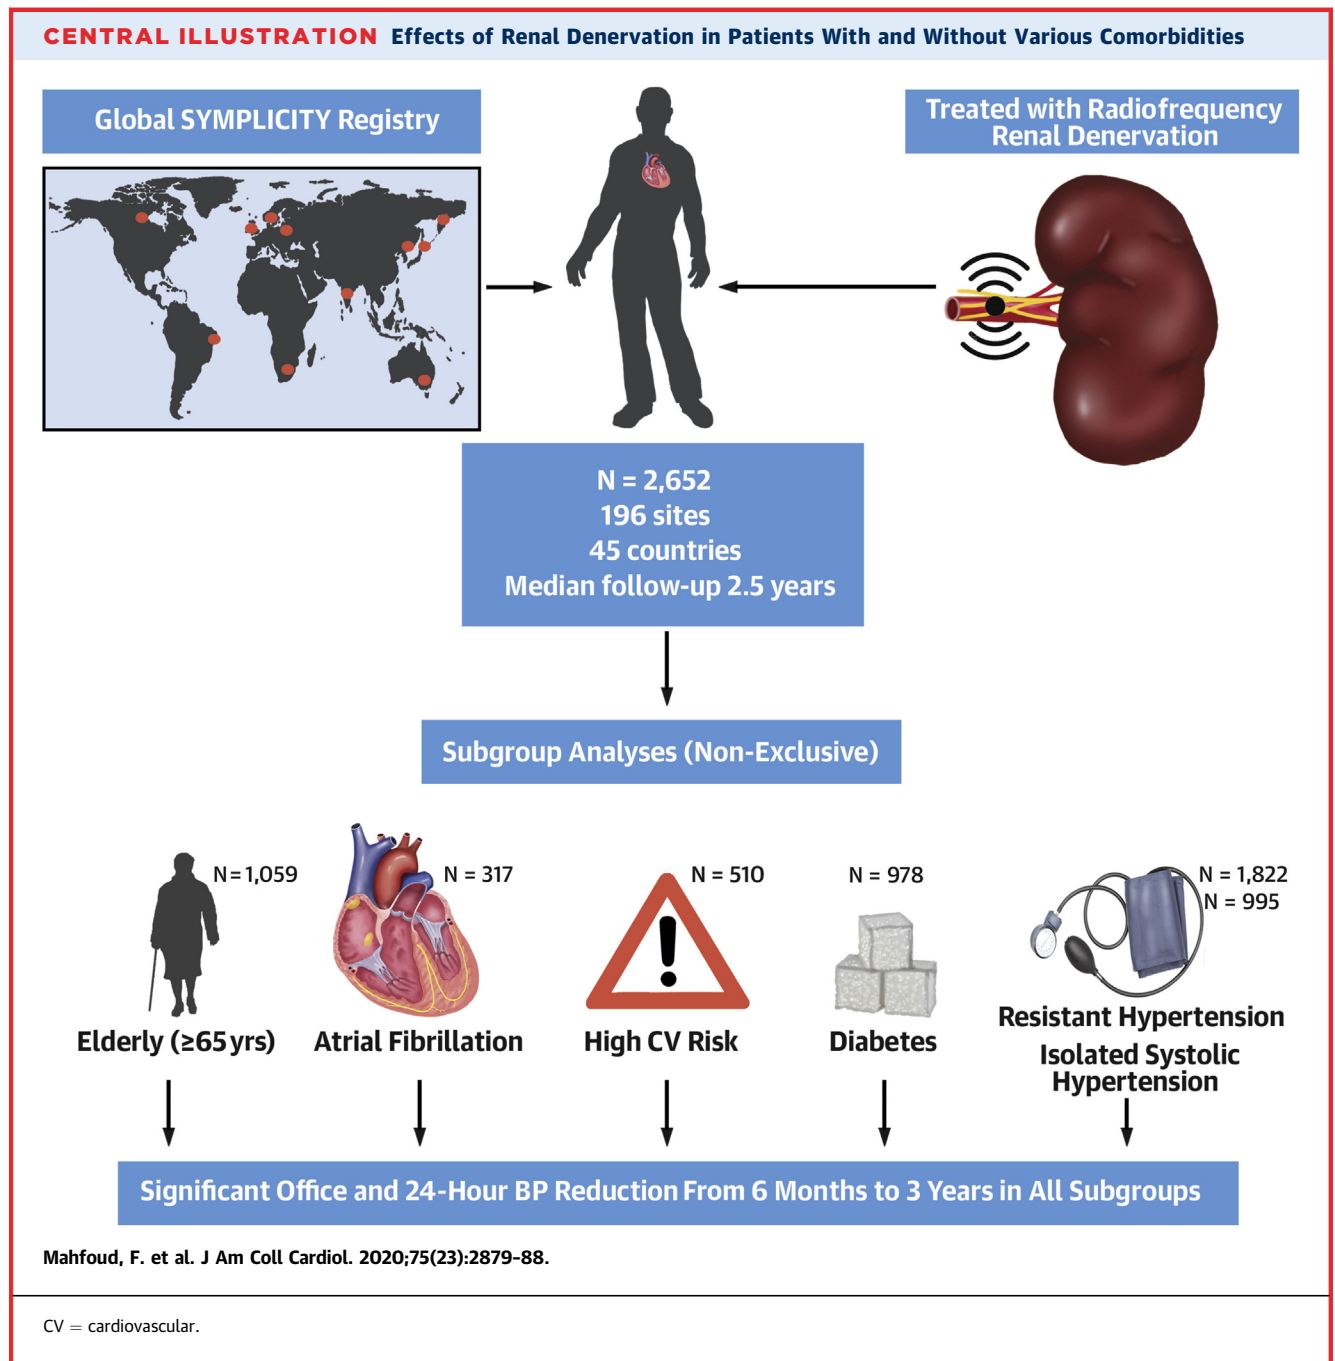 CENTRAL ILLUSTRATION Effects of Renal Denervation in Patients With and Without Various Comorbidities
Global SYMPLICITY Registry
Treated with Radiofrequency
Renal Denervation
N = 2,652
196 sites
45 countries
Median follow-up 2.5 years
Subgroup Analyses (Non-Exclusive)
N = 1,059
Elderly (≥65 yrs)
N = 317
Atrial Fibrillation
N = 510
High CV Risk
N = 978
Diabetes
N = 1,822
N = 995
Resistant Hypertension
Isolated Systolic
Hypertension
Significant Office and 24-Hour BP Reduction From 6 Months to 3 Years in All Subgroups
Mahfoud, F. et al. J Am Coll Cardiol. 2020;75(23):2879–88.
CV = cardiovascular.